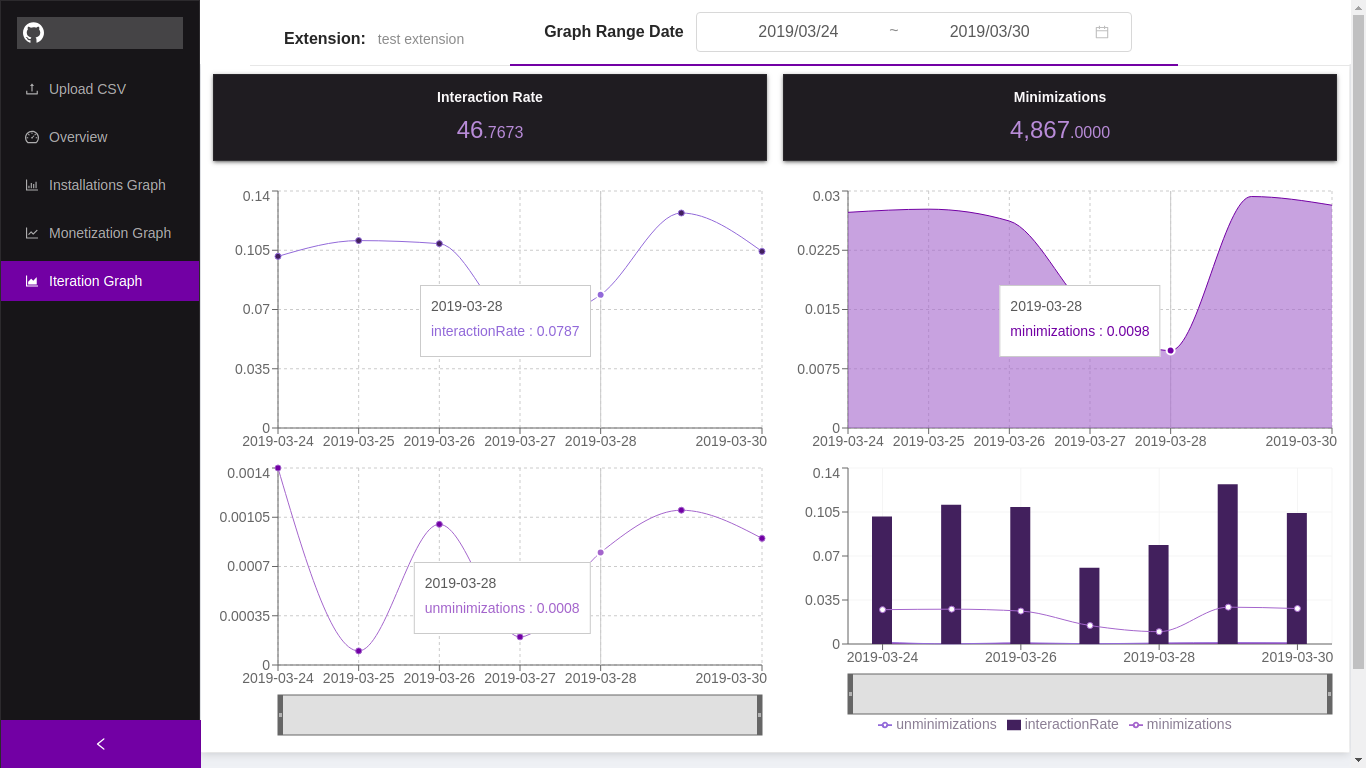 Extension: test extension
Graph Range Date 2019/03/24 ~ 2019/03/30
Upload CSV
Overview
Installations Graph
Monetization Graph
Iteration Graph
Interaction Rate
46.7673
Minimizations
4,867.0000
0.14
0.105
0.07
0.035
0
2019-03-28
interactionRate : 0.0787
2019-03-24 2019-03-25 2019-03-26 2019-03-27 2019-03-28 2019-03-30
0.03
0.0225
0.015
0.0075
0
2019-03-28
minimizations : 0.0098
2019-03-24 2019-03-25 2019-03-26 2019-03-27 2019-03-28 2019-03-30
0.0014
0.00105
0.0007
0.00035
0
2019-03-28
unminimizations : 0.0008
2019-03-24 2019-03-25 2019-03-26 2019-03-27 2019-03-28 2019-03-30
0.14
0.105
0.07
0.035
0
2019-03-24 2019-03-26 2019-03-28 2019-03-30
unminimizations interactionRate minimizations